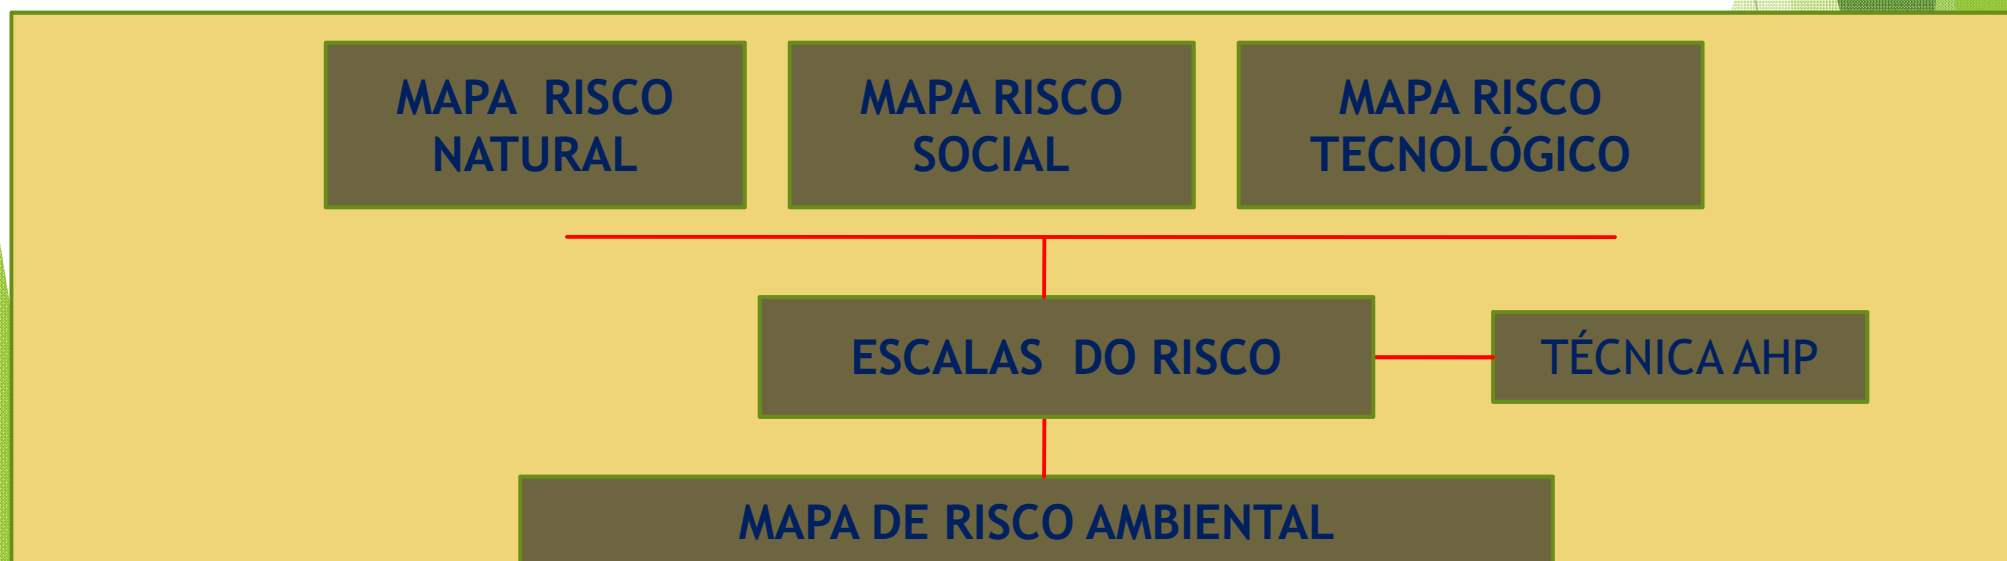 MAPA RISCO
NATURAL
MAPA RISCO
SOCIAL
MAPA RISCO
TECNOLÓGICO
ESCALAS DO RISCO
TÉCNICA AHP
MAPA DE RISCO AMBIENTAL